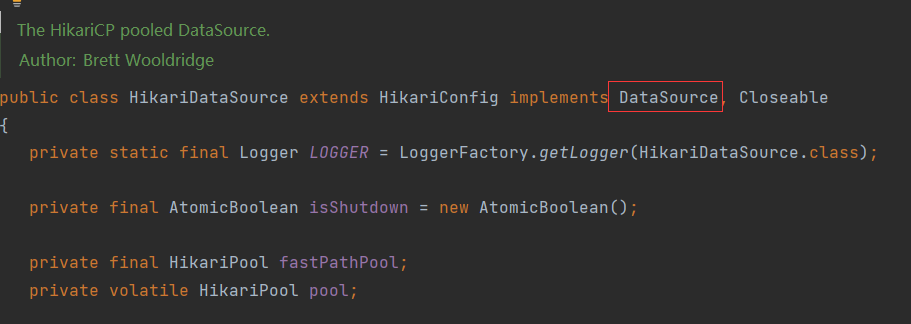 The HikariCP pooled DataSource.
Author: Brett Wooldridge
public class HikariDataSource extends HikariConfig implements DataSource, Closeable
{
private static final Logger LOGGER = LoggerFactory.getLogger(HikariDataSource.class);
private final AtomicBoolean isShutdown = new AtomicBoolean();
private final HikariPool fastPathPool;
private volatile HikariPool pool;